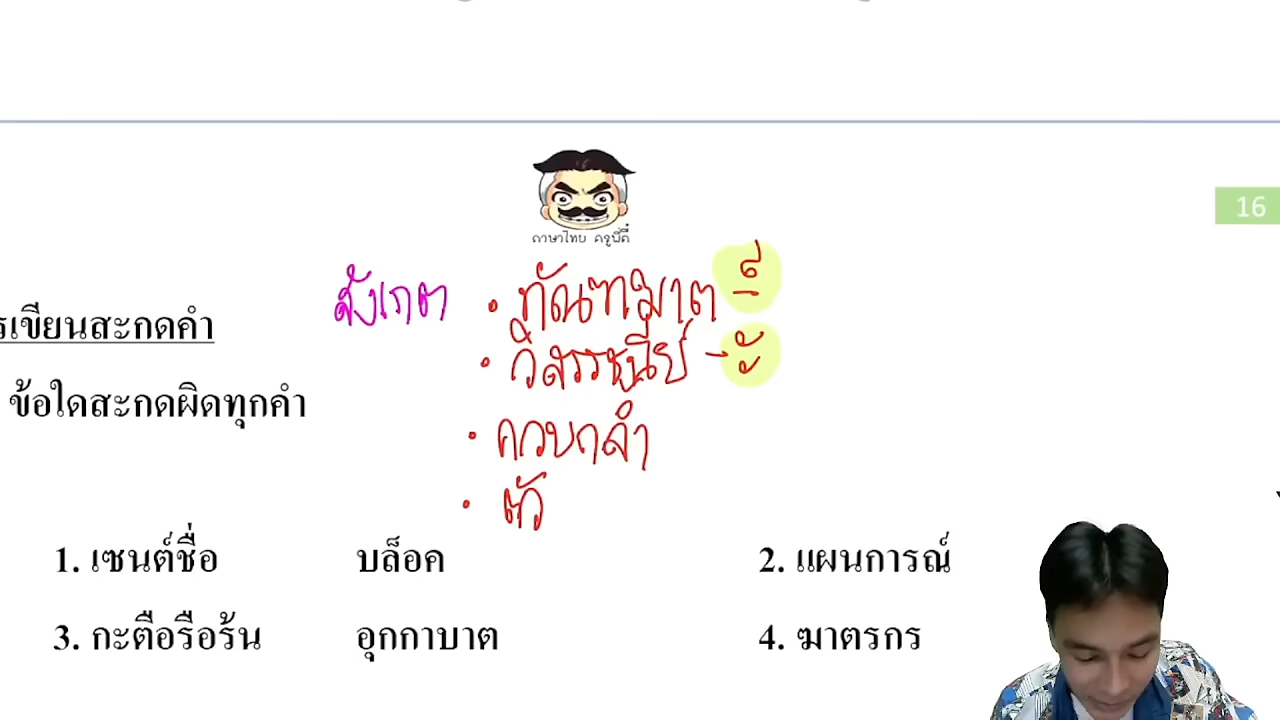 ภาษาไทย ครูพี่คี่
16
สังเกต · ทัณฑฆาต -์
· วิสรรชนีย์ - ะ
รเขียนสะกดคำ
ข้อใดสะกดผิดทุกคำ
· ควบกล้ำ
· ตัว
1. เซนต์ชื่อ บล็อค 2. แผนการณ์
3. กะตือรือร้น อุกกาบาต 4. ฆาตรกร